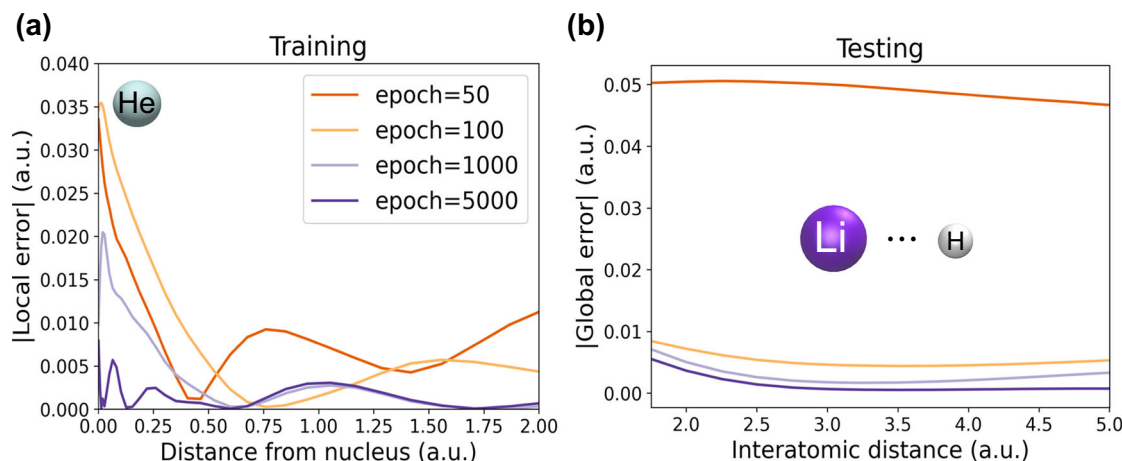 (a)
Training
|Local error| (a.u.)
0.040
0.035
0.030
0.025
0.020
0.015
0.010
0.005
0.000
He
epoch=50
epoch=100
epoch=1000
epoch=5000
0.00 0.25 0.50 0.75 1.00 1.25 1.50 1.75 2.00
Distance from nucleus (a.u.)
(b)
Testing
|Global error| (a.u.)
0.05
0.04
0.03
0.02
0.01
0.00
Li ... H
2.0 2.5 3.0 3.5 4.0 4.5 5.0
Interatomic distance (a.u.)